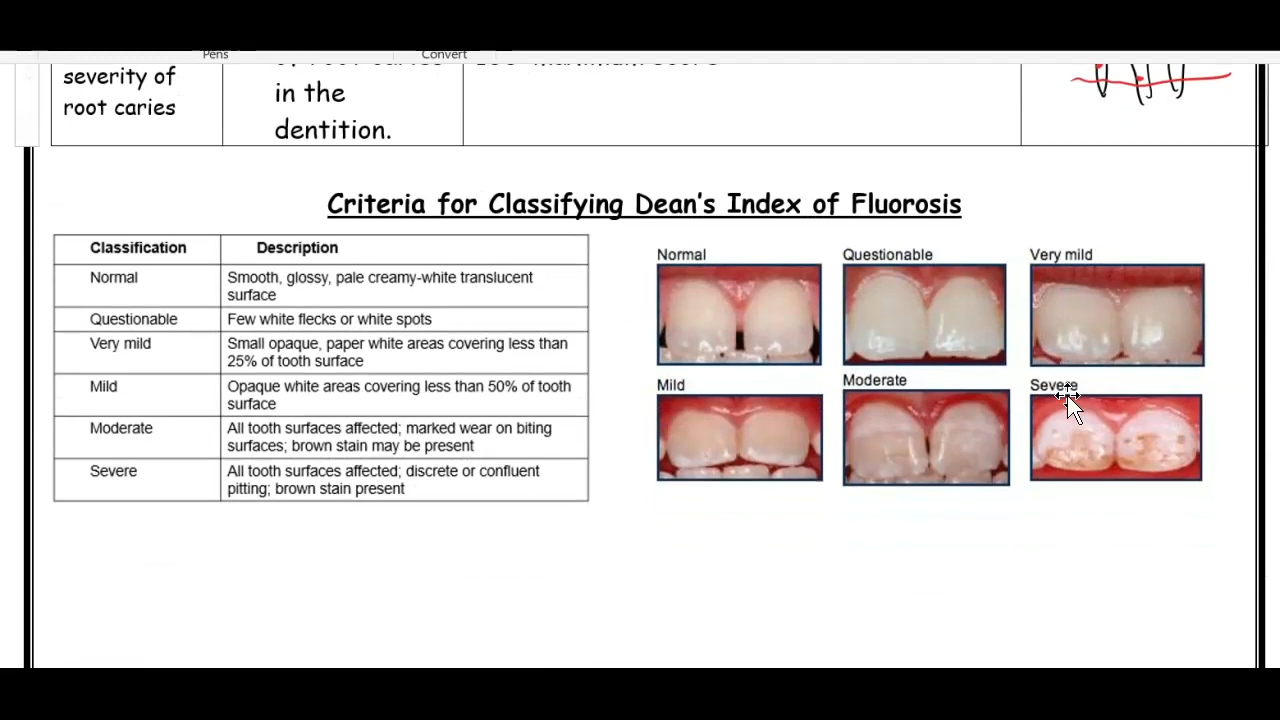 Pens
Convert
severity of
root caries
in the
dentition.
Criteria for Classifying Dean's Index of Fluorosis
Classification Description
Normal Smooth, glossy, pale creamy-white translucent
surface
Questionable Few white flecks or white spots
Very mild Small opaque, paper white areas covering less than
25% of tooth surface
Mild Opaque white areas covering less than 50% of tooth
surface
Moderate All tooth surfaces affected; marked wear on biting
surfaces; brown stain may be present
Severe All tooth surfaces affected; discrete or confluent
pitting; brown stain present
Normal
Questionable
Very mild
Mild
Moderate
Severe